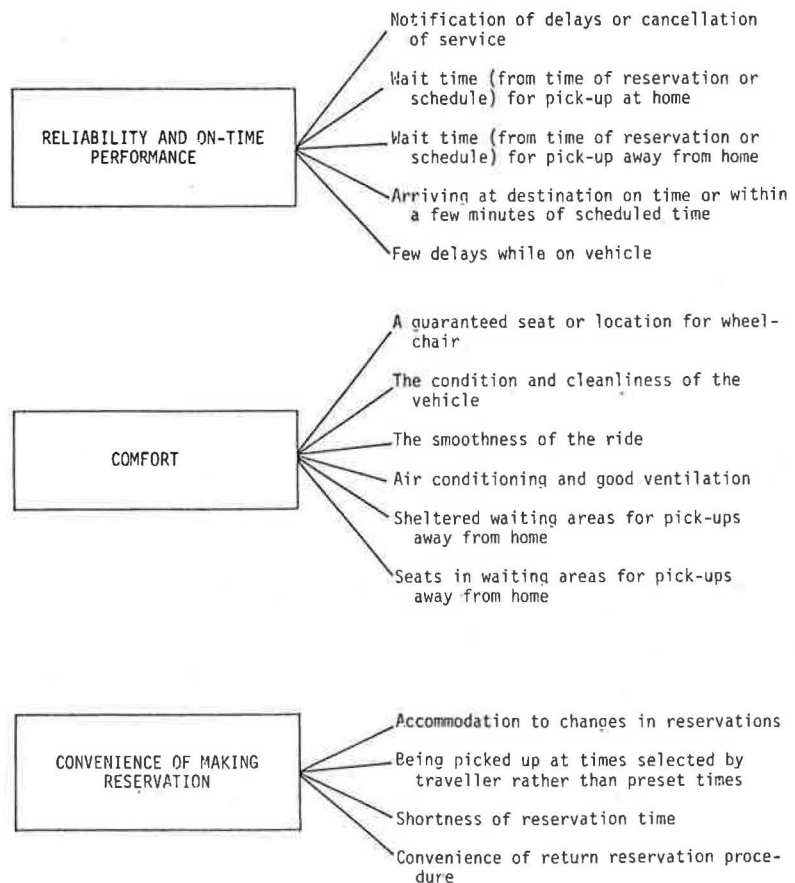 RELIABILITY AND ON-TIME
PERFORMANCE
Notification of delays or cancellation
of service
Wait time (from time of reservation or
schedule) for pick-up at home
Wait time (from time of reservation or
schedule) for pick-up away from home
Arriving at destination on time or within
a few minutes of scheduled time
Few delays while on vehicle
COMFORT
A guaranteed seat or location for wheel-
chair
The condition and cleanliness of the
vehicle
The smoothness of the ride
Air conditioning and good ventilation
Sheltered waiting areas for pick-ups
away from home
Seats in waiting areas for pick-ups
away from home
CONVENIENCE OF MAKING
RESERVATION
Accommodation to changes in reservations
Being picked up at times selected by
traveller rather than preset times
Shortness of reservation time
Convenience of return reservation proce-
dure